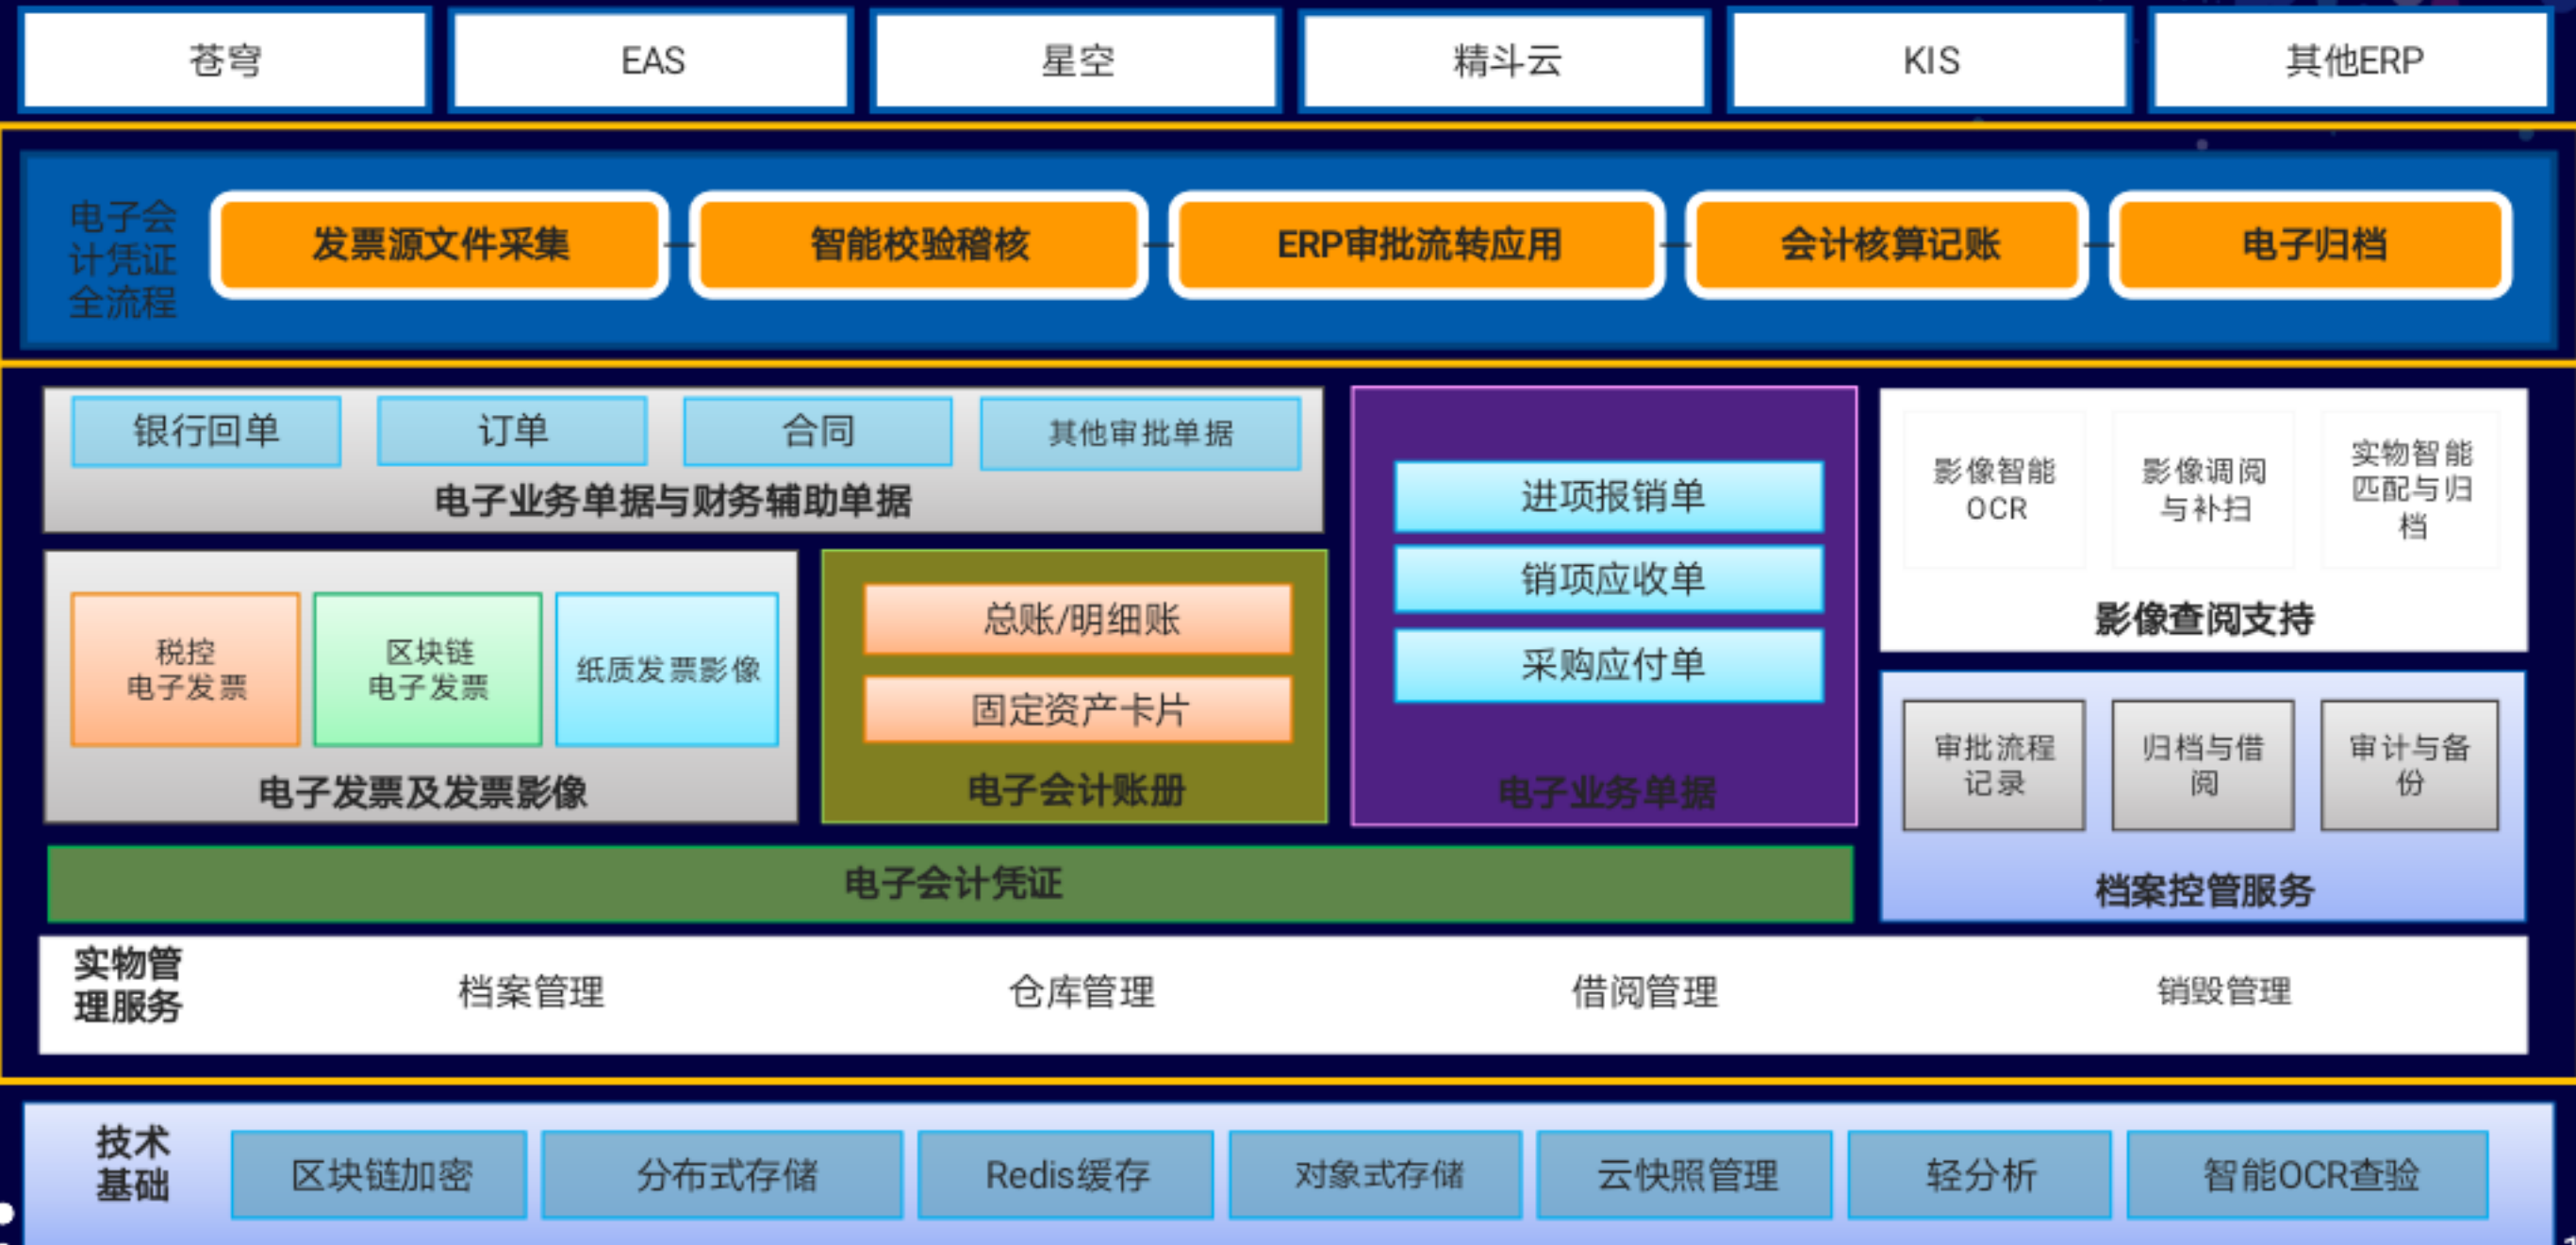 苍穹
EAS
星空
精斗云
KIS
其他ERP
电子会
计凭证
全流程
发票源文件采集
智能校验稽核
ERP审批流转应用
会计核算记账
电子归档
银行回单
订单
合同
其他审批单据
电子业务单据与财务辅助单据
税控
电子发票
区块链
电子发票
纸质发票影像
电子发票及发票影像
总账/明细账
固定资产卡片
电子会计账册
进项报销单
销项应收单
采购应付单
电子业务单据
电子会计凭证
影像智能
OCR
影像调阅
与补扫
实物智能
匹配与归
档
影像查阅支持
审批流程
记录
归档与借
阅
审计与备
份
档案控管服务
实物管
理服务
档案管理
仓库管理
借阅管理
销毁管理
技术
基础
区块链加密
分布式存储
Redis缓存
对象式存储
云快照管理
轻分析
智能OCR查验